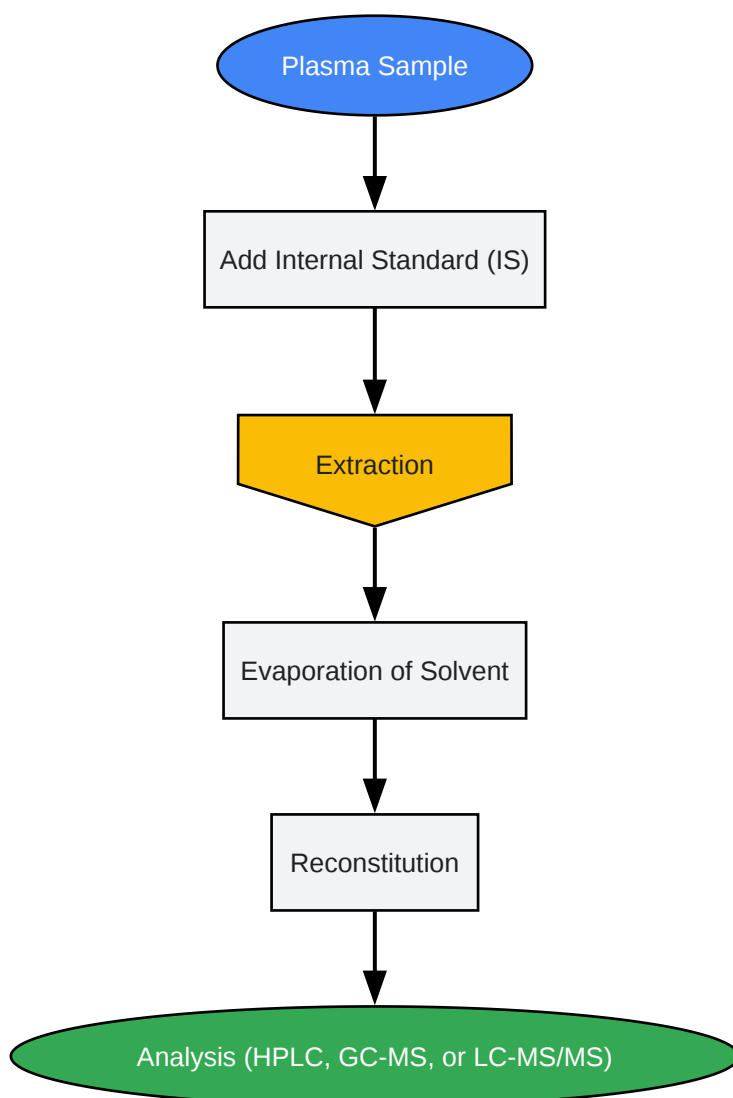 Plasma Sample
Add Internal Standard (IS)
Extraction
Evaporation of Solvent
Reconstitution
Analysis (HPLC, GC-MS, or LC-MS/MS)